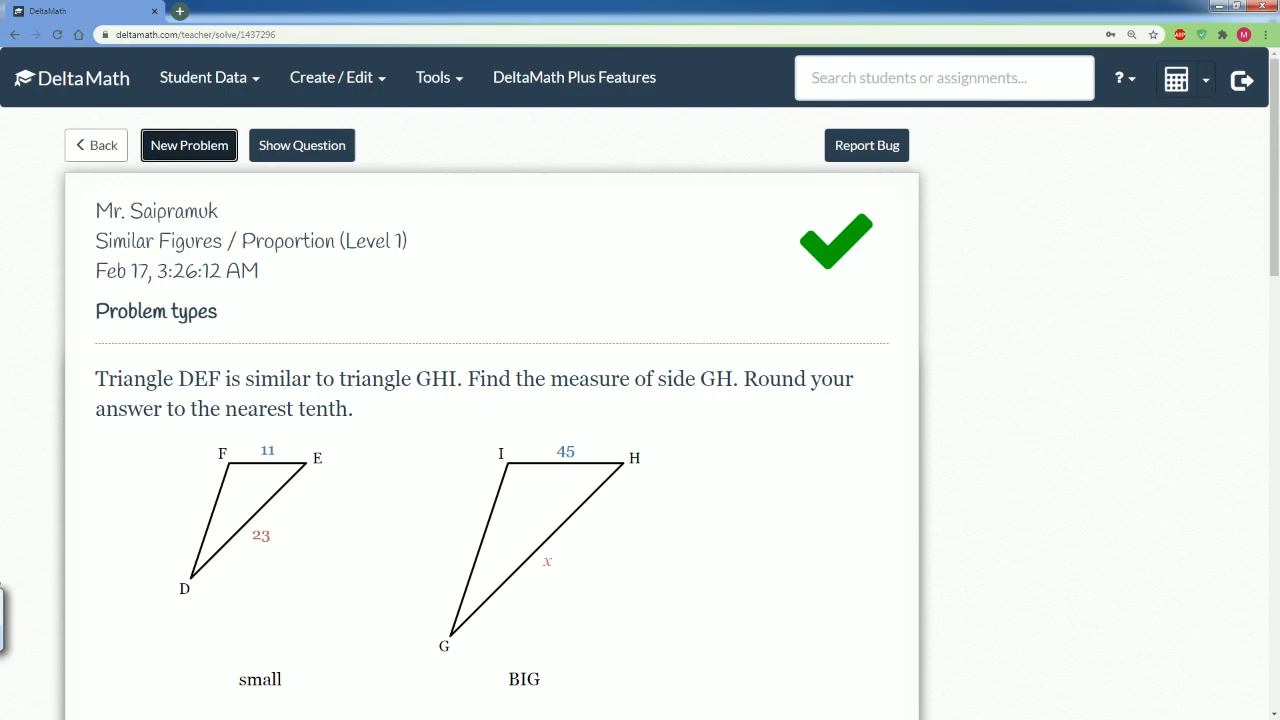 DeltaMath
deltamath.com/teacher/solve/1437296
ABP
M
DeltaMath Student Data Create / Edit Tools DeltaMath Plus Features Search students or assignments... ?
Back New Problem Show Question Report Bug
Mr. Saipramuk
Similar Figures / Proportion (Level 1)
Feb 17, 3:26:12 AM
Problem types
Triangle DEF is similar to triangle GHI. Find the measure of side GH. Round your
answer to the nearest tenth.
F 11 E I 45 H
23
x
D
G
small BIG